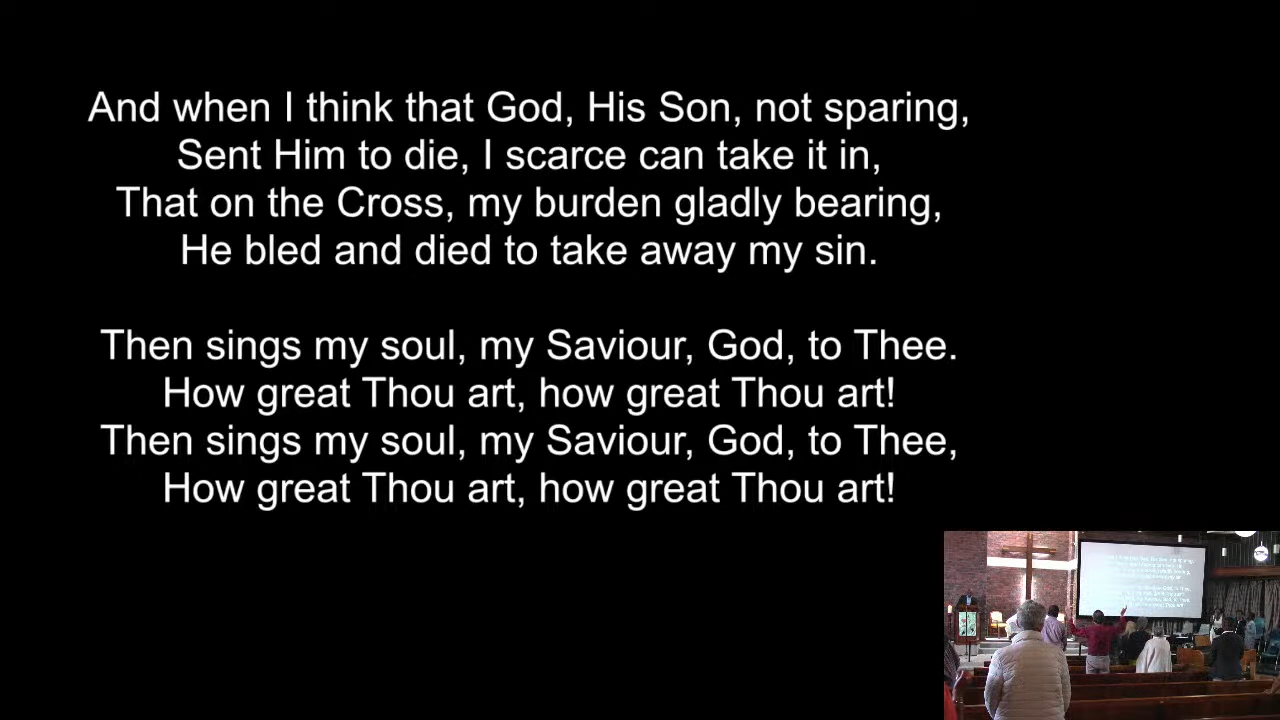 And when I think that God, His Son, not sparing,
Sent Him to die, I scarce can take it in,
That on the Cross, my burden gladly bearing,
He bled and died to take away my sin.
Then sings my soul, my Saviour, God, to Thee.
How great Thou art, how great Thou art!
Then sings my soul, my Saviour, God, to Thee,
How great Thou art, how great Thou art!